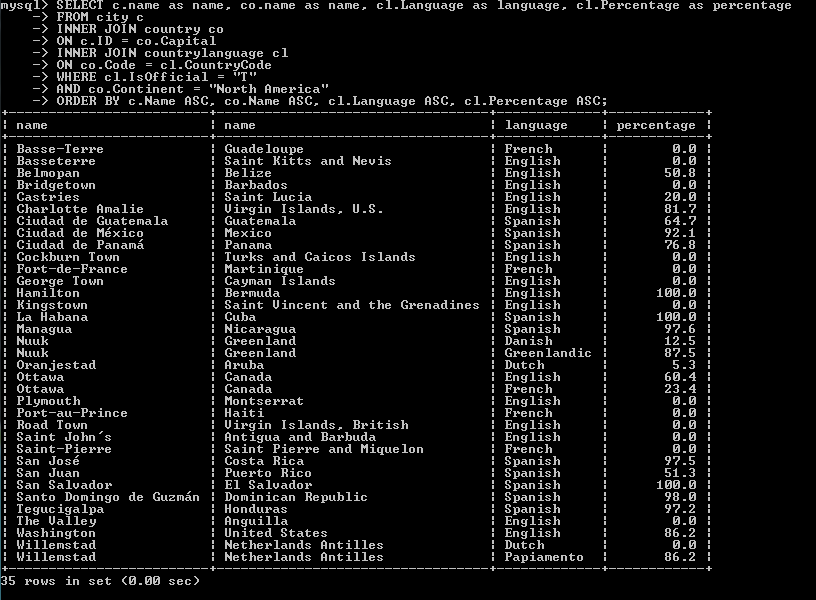 mysql> SELECT c.name as name, co.name as name, cl.Language as language, cl.Percentage as percentage
-> FROM city c
-> INNER JOIN country co
-> ON c.ID = co.Capital
-> INNER JOIN countrylanguage cl
-> ON co.Code = cl.CountryCode
-> WHERE cl.IsOfficial = "T"
-> AND co.Continent = "North America"
-> ORDER BY c.Name ASC, co.Name ASC, cl.Language ASC, cl.Percentage ASC;
| name | name | language | percentage |
| Basse-Terre | Guadeloupe | French | 0.0 |
| Basseterre | Saint Kitts and Nevis | English | 0.0 |
| Belmopan | Belize | English | 50.8 |
| Bridgetown | Barbados | English | 0.0 |
| Castries | Saint Lucia | English | 20.0 |
| Charlotte Amalie | Virgin Islands, U.S. | English | 81.7 |
| Ciudad de Guatemala | Guatemala | Spanish | 64.7 |
| Ciudad de México | Mexico | Spanish | 92.1 |
| Ciudad de Panamá | Panama | Spanish | 76.8 |
| Cockburn Town | Turks and Caicos Islands | English | 0.0 |
| Fort-de-France | Martinique | French | 0.0 |
| George Town | Cayman Islands | English | 0.0 |
| Hamilton | Bermuda | English | 100.0 |
| Kingstown | Saint Vincent and the Grenadines | English | 0.0 |
| La Habana | Cuba | Spanish | 100.0 |
| Managua | Nicaragua | Spanish | 97.6 |
| Nuuk | Greenland | Danish | 12.5 |
| Nuuk | Greenland | Greenlandic | 87.5 |
| Oranjestad | Aruba | Dutch | 5.3 |
| Ottawa | Canada | English | 60.4 |
| Ottawa | Canada | French | 23.4 |
| Plymouth | Montserrat | English | 0.0 |
| Port-au-Prince | Haiti | French | 0.0 |
| Road Town | Virgin Islands, British | English | 0.0 |
| Saint John´s | Antigua and Barbuda | English | 0.0 |
| Saint-Pierre | Saint Pierre and Miquelon | French | 0.0 |
| San José | Costa Rica | Spanish | 97.5 |
| San Juan | Puerto Rico | Spanish | 51.3 |
| San Salvador | El Salvador | Spanish | 100.0 |
| Santo Domingo de Guzmán | Dominican Republic | Spanish | 98.0 |
| Tegucigalpa | Honduras | Spanish | 97.2 |
| The Valley | Anguilla | English | 0.0 |
| Washington | United States | English | 86.2 |
| Willemstad | Netherlands Antilles | Dutch | 0.0 |
| Willemstad | Netherlands Antilles | Papiamento | 86.2 |
35 rows in set (0.00 sec)